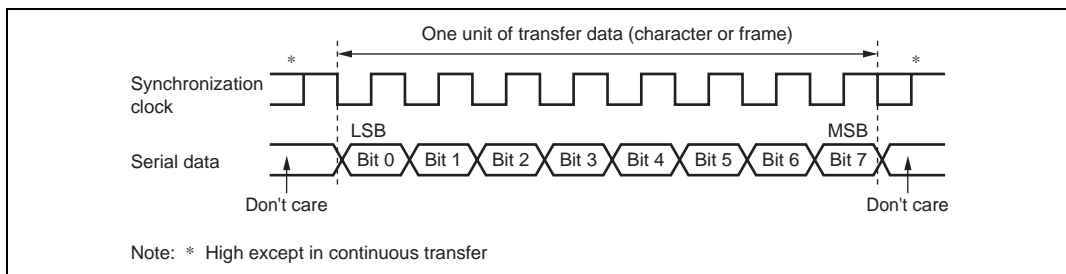 One unit of transfer data (character or frame)
* *
Synchronization
clock
LSB MSB
Serial data Bit 0 Bit 1 Bit 2 Bit 3 Bit 4 Bit 5 Bit 6 Bit 7
Don't care Don't care
Note: * High except in continuous transfer